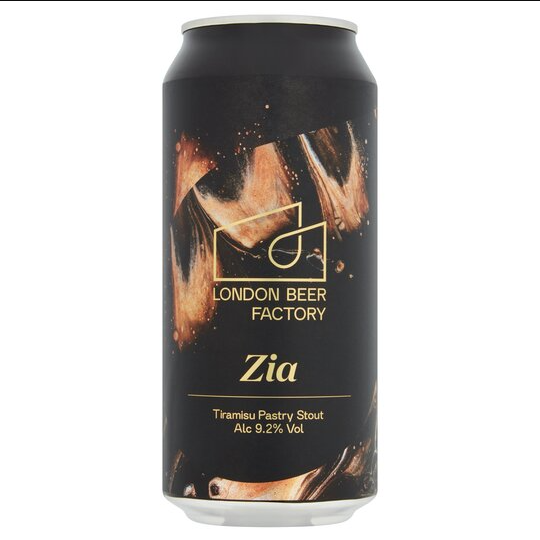 LONDON BEER
FACTORY
Zia
Tiramisu Pastry Stout
Alc 9.2% Vol